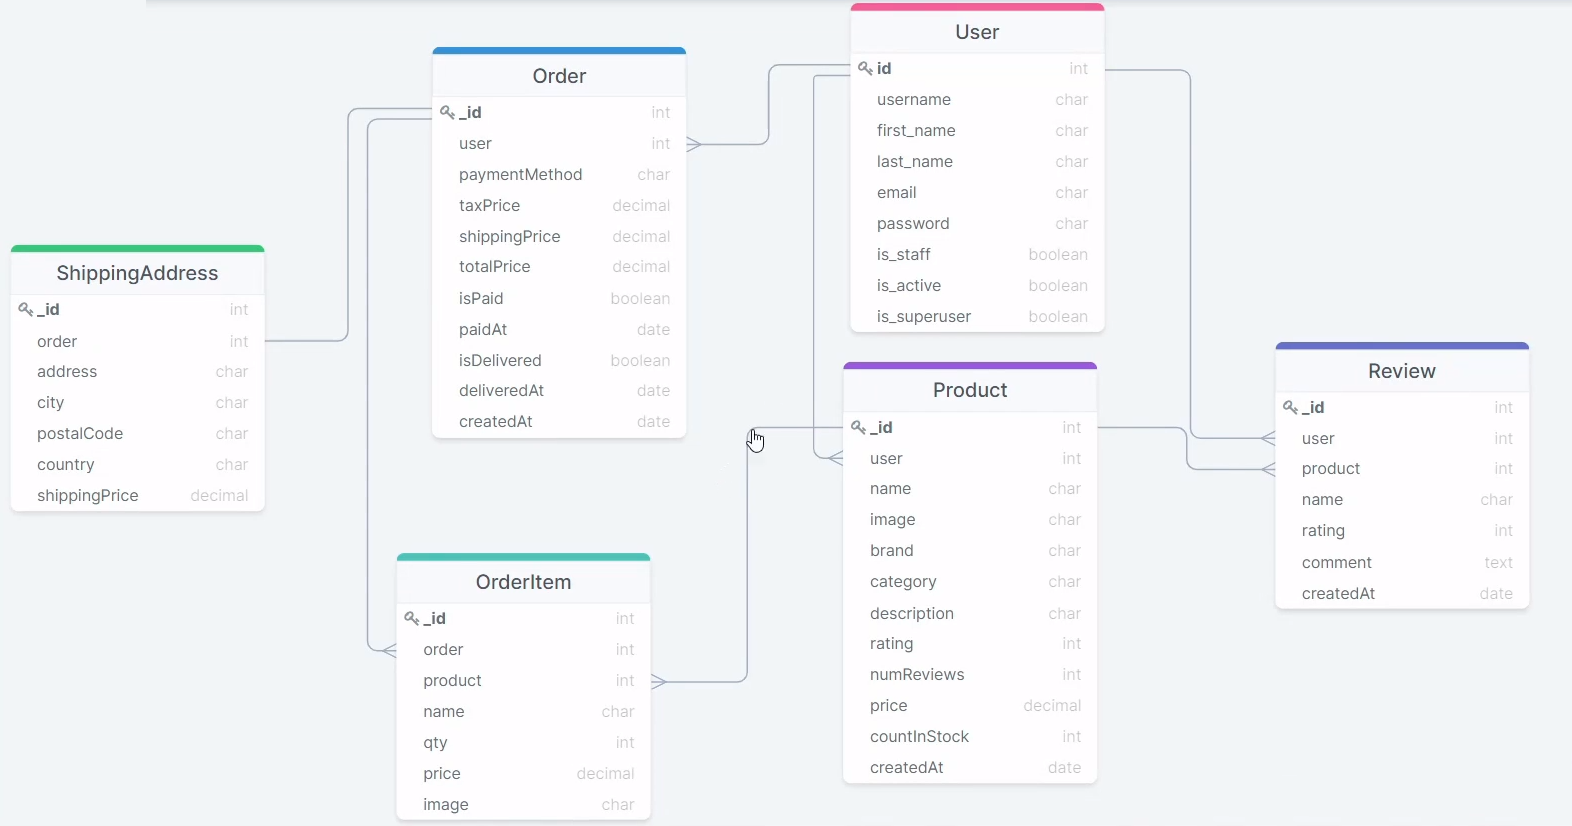 User
id int
username char
first_name char
last_name char
email char
password char
is_staff boolean
is_active boolean
is_superuser boolean
Order
_id int
user int
paymentMethod char
taxPrice decimal
shippingPrice decimal
totalPrice decimal
isPaid boolean
paidAt date
isDelivered boolean
deliveredAt date
createdAt date
ShippingAddress
_id int
order int
address char
city char
postalCode char
country char
shippingPrice decimal
Product
_id int
user int
name char
image char
brand char
category char
description char
rating int
numReviews int
price decimal
countInStock int
createdAt date
Review
_id int
user int
product int
name char
rating int
comment text
createdAt date
OrderItem
_id int
order int
product int
name char
qty int
price decimal
image char